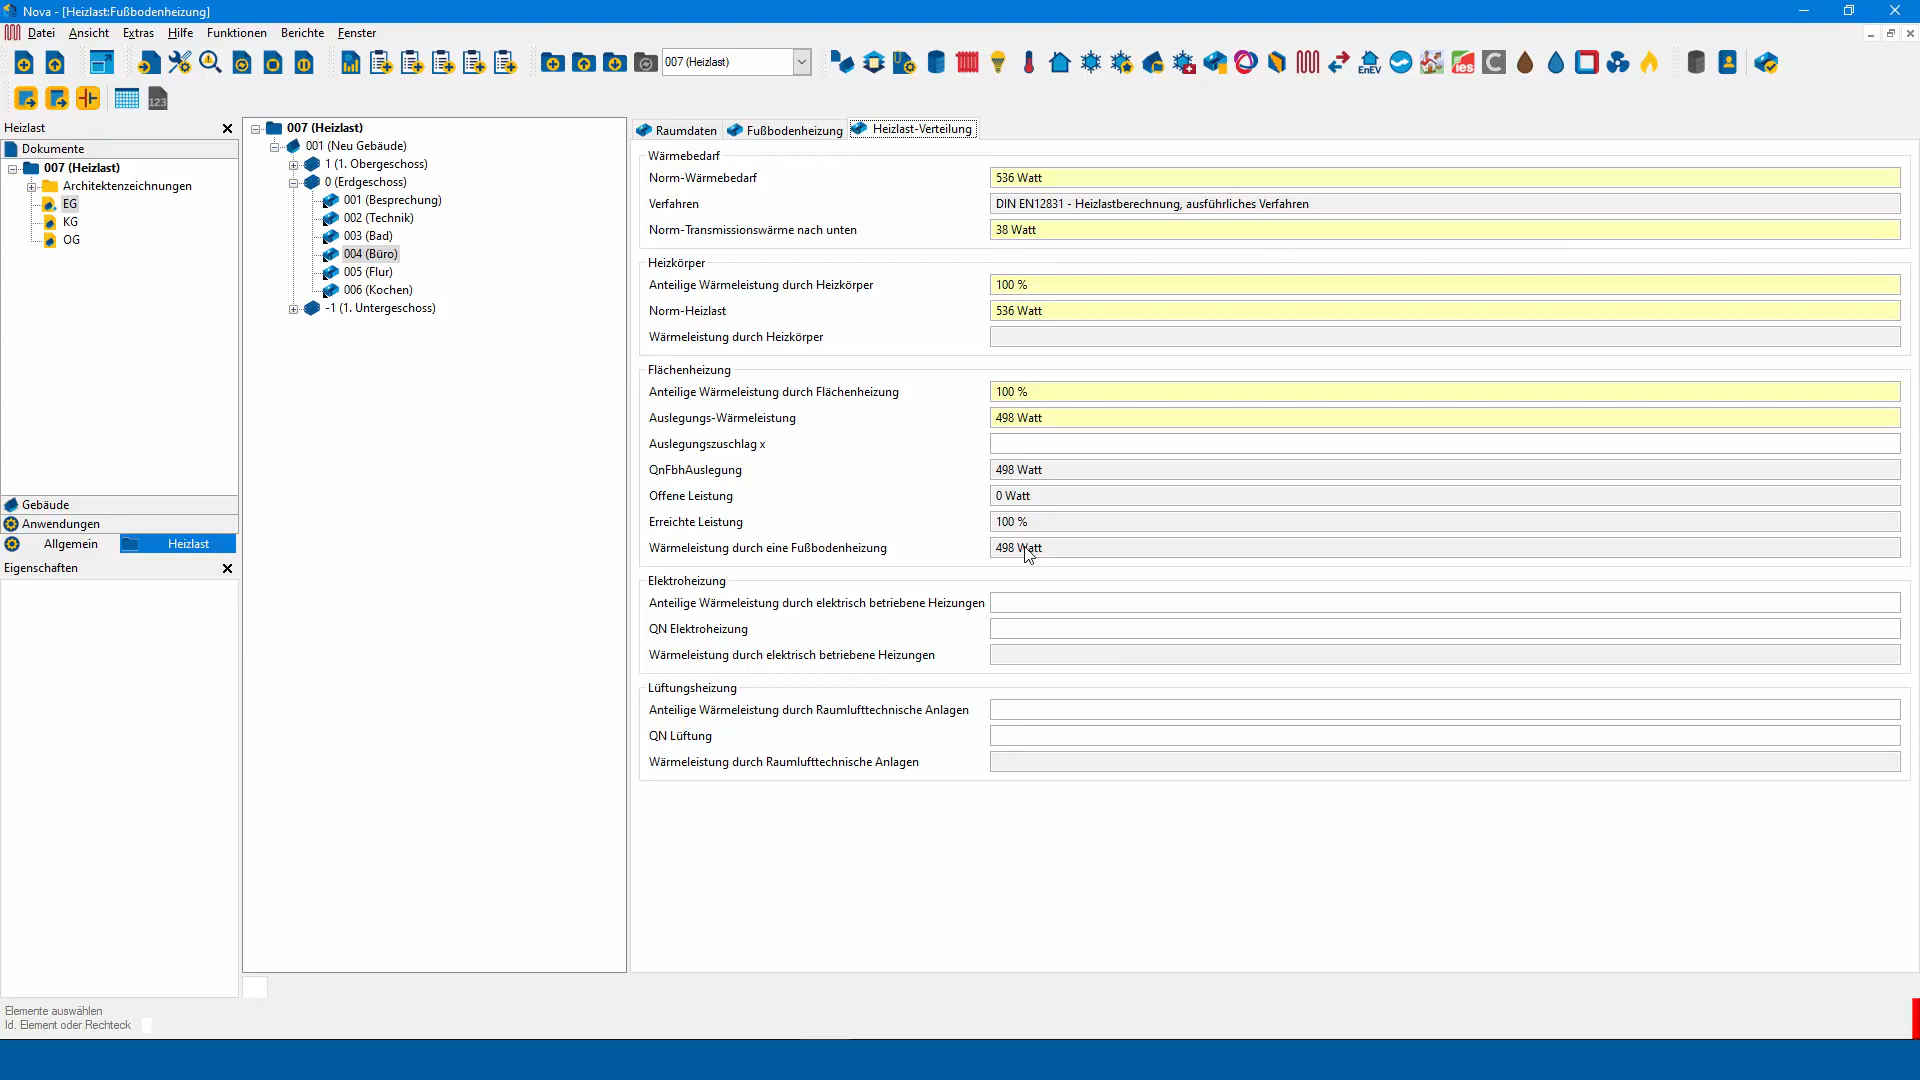 Nova - [Heizlast:Fußbodenheizung]
Datei Ansicht Extras Hilfe Funktionen Berichte Fenster
007 (Heizlast)
EnEV
ies
C
123
Heizlast
Dokumente
007 (Heizlast)
Architektenzeichnungen
EG
KG
OG
Gebäude
Anwendungen
Allgemein Heizlast
Eigenschaften
007 (Heizlast)
001 (Neu Gebäude)
1 (1. Obergeschoss)
0 (Erdgeschoss)
001 (Besprechung)
002 (Technik)
003 (Bad)
004 (Büro)
005 (Flur)
006 (Kochen)
-1 (1. Untergeschoss)
Raumdaten Fußbodenheizung Heizlast-Verteilung
Wärmebedarf
Norm-Wärmebedarf 536 Watt
Verfahren DIN EN12831 - Heizlastberechnung, ausführliches Verfahren
Norm-Transmissionswärme nach unten 38 Watt
Heizkörper
Anteilige Wärmeleistung durch Heizkörper 100 %
Norm-Heizlast 536 Watt
Wärmeleistung durch Heizkörper
Flächenheizung
Anteilige Wärmeleistung durch Flächenheizung 100 %
Auslegungs-Wärmeleistung 498 Watt
Auslegungszuschlag x
QnFbhAuslegung 498 Watt
Offene Leistung 0 Watt
Erreichte Leistung 100 %
Wärmeleistung durch eine Fußbodenheizung 498 Watt
Elektroheizung
Anteilige Wärmeleistung durch elektrisch betriebene Heizungen
QN Elektroheizung
Wärmeleistung durch elektrisch betriebene Heizungen
Lüftungsheizung
Anteilige Wärmeleistung durch Raumlufttechnische Anlagen
QN Lüftung
Wärmeleistung durch Raumlufttechnische Anlagen
Elemente auswählen
Id. Element oder Rechteck